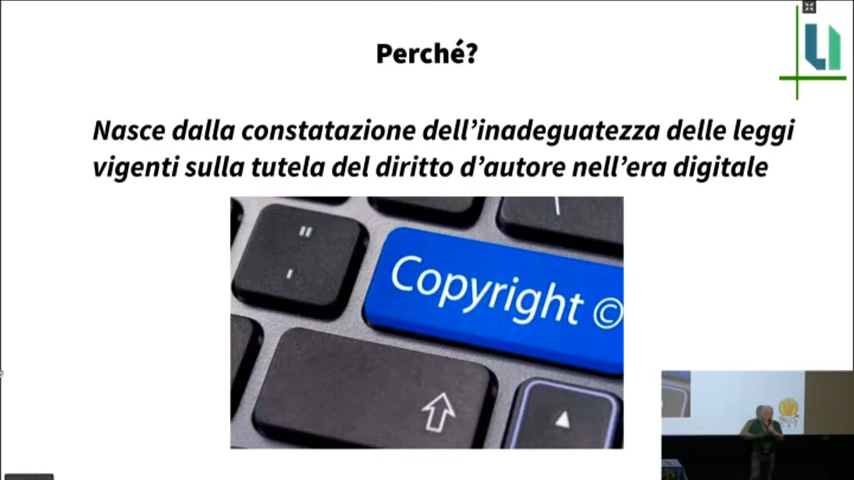 Perché?
Nasce dalla constatazione dell'inadeguatezza delle leggi
vigenti sulla tutela del diritto d'autore nell'era digitale
"
'
Copyright ©